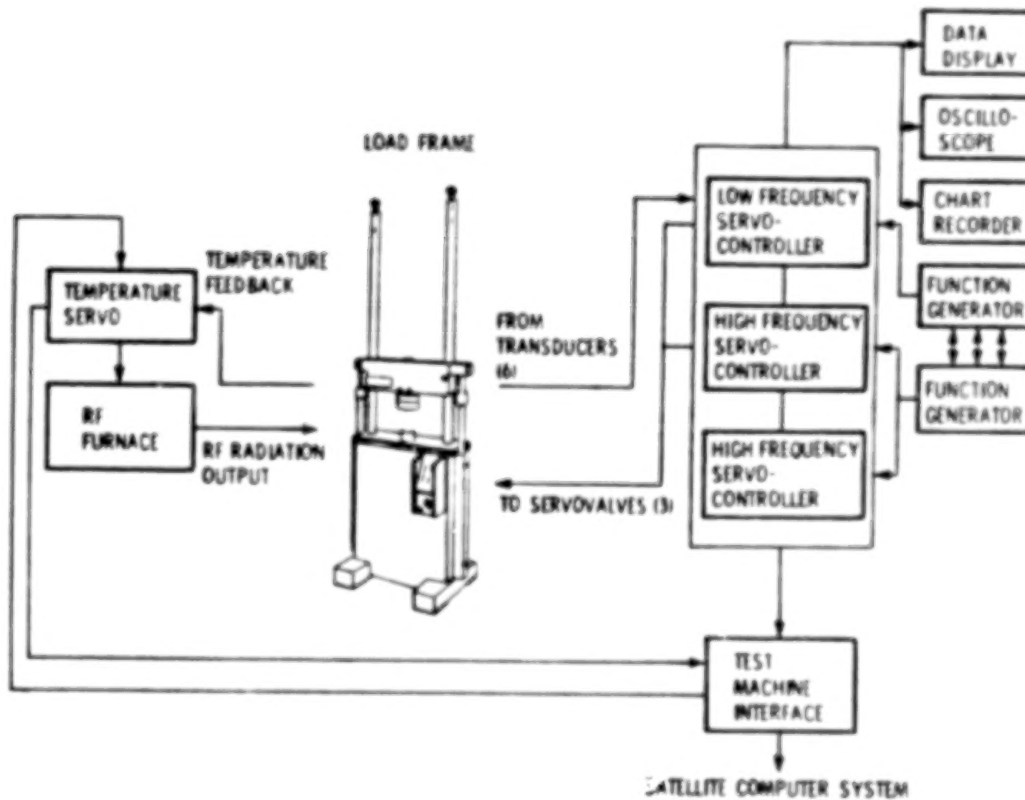 DATA
DISPLAY
OSCILLO-
SCOPE
LOAD FRAME
CHART
RECORDER
LOW FREQUENCY
SERVO-
CONTROLLER
TEMPERATURE
FEEDBACK
TEMPERATURE
SERVO
FUNCTION
GENERATOR
FROM
TRANSDUCERS
(6)
HIGH FREQUENCY
SERVO-
CONTROLLER
FUNCTION
GENERATOR
RF
FURNACE
RF RADIATION
OUTPUT
HIGH FREQUENCY
SERVO-
CONTROLLER
TO SERVOVALVES (3)
TEST
MACHINE
INTERFACE
SATELLITE COMPUTER SYSTEM